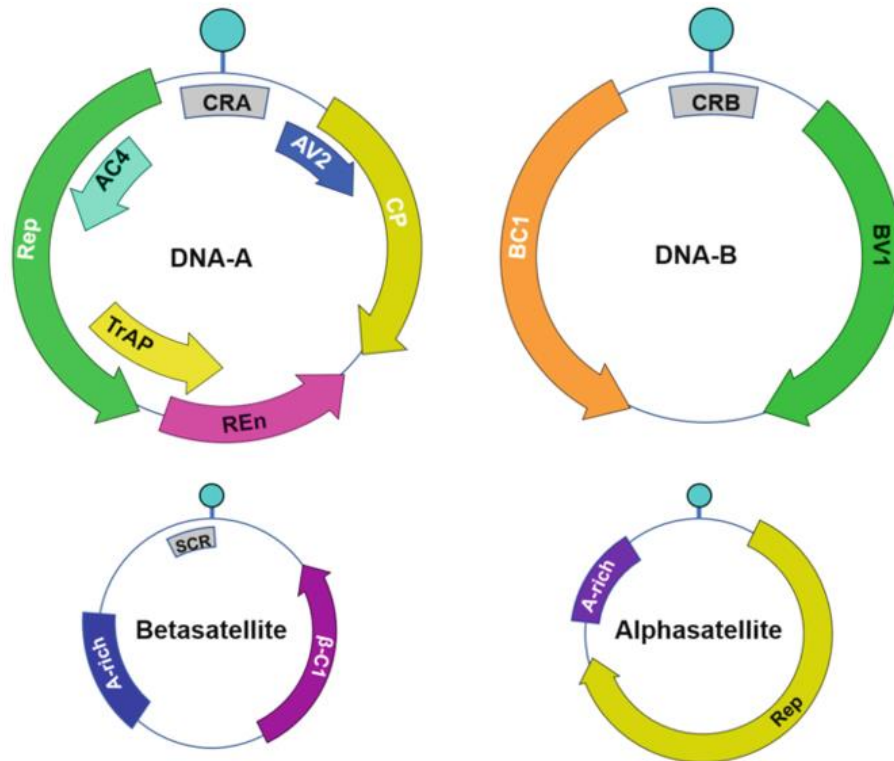 CRA
AV2
AC4
CP
Rep
DNA-A
TrAP
REn
CRB
BC1
BV1
DNA-B
SCR
Betasatellite
A-rich
β-C1
A-rich
Alphasatellite
Rep